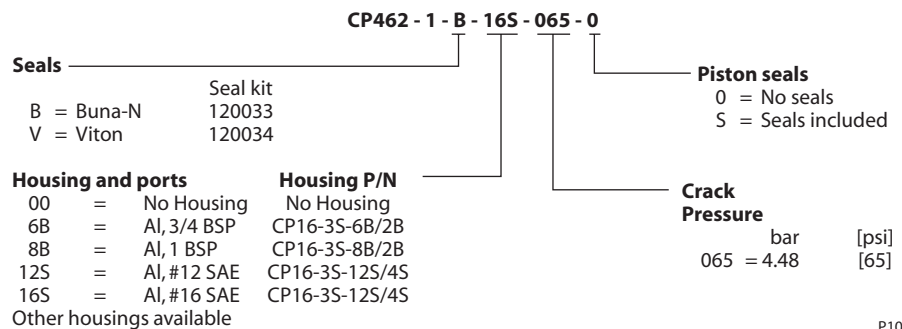 CP462 - 1 - B - 16S - 065 - 0
Seals
Seal kit
B = Buna-N 120033
V = Viton 120034
Piston seals
0 = No seals
S = Seals included
Housing and ports Housing P/N
00 = No Housing No Housing
6B = Al, 3/4 BSP CP16-3S-6B/2B
8B = Al, 1 BSP CP16-3S-8B/2B
12S = Al, #12 SAE CP16-3S-12S/4S
16S = Al, #16 SAE CP16-3S-12S/4S
Other housings available
Crack
Pressure
bar [psi]
065 = 4.48 [65]
P10